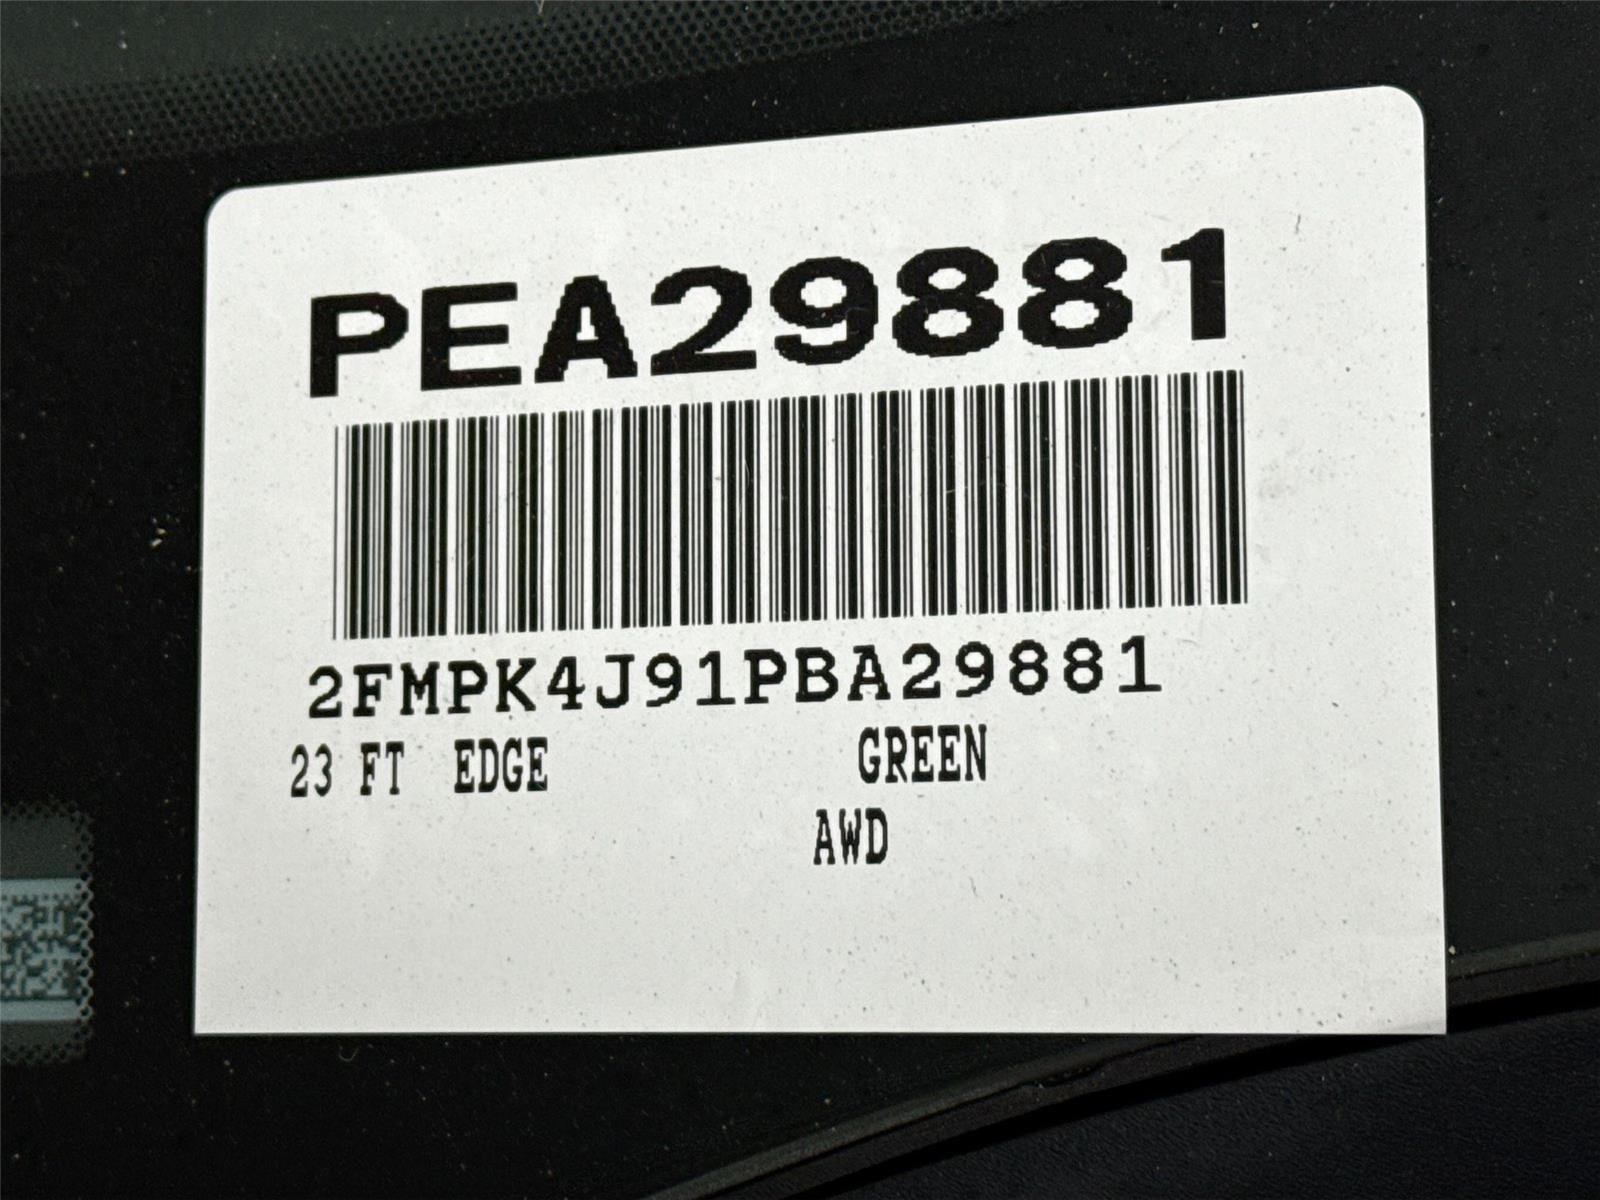 PEA29881
2FMPK4J91PBA29881
23 FT EDGE GREEN
AWD